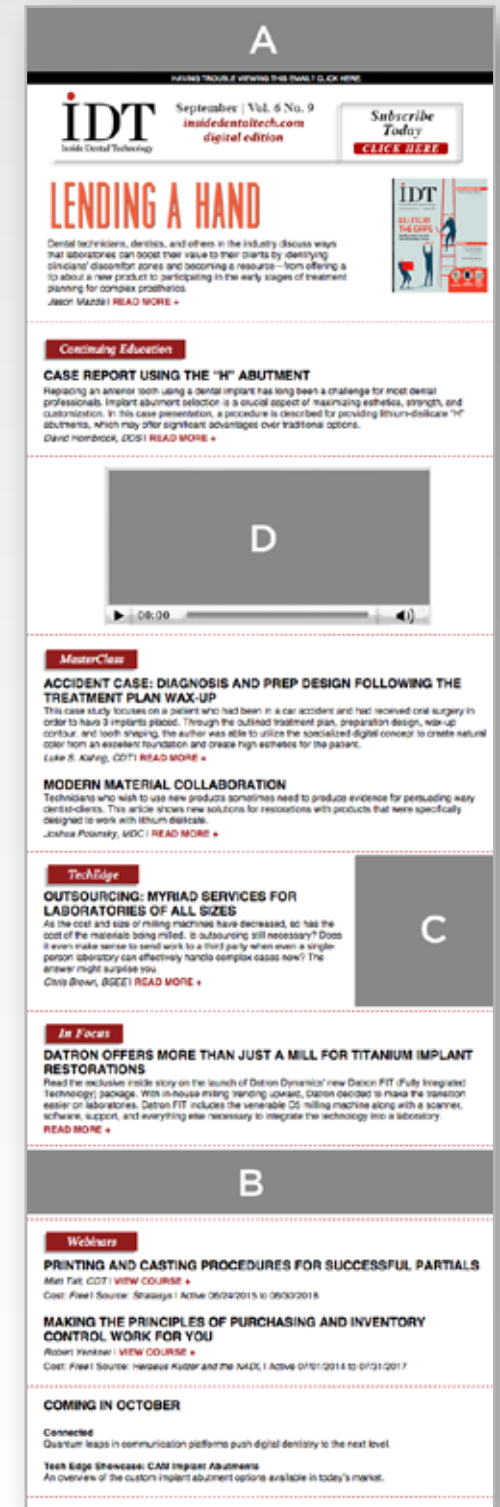 A
HAVING TROUBLE VIEWING THIS EMAIL? CLICK HERE
IDT
Inside Dental Technology
September | Vol. 6 No. 9
insidedentaltech.com
digital edition
Subscribe
Today
CLICK HERE
LENDING A HAND
Dental technicians, dentists, and others in the industry discuss ways
that laboratories can boost their value to their clients by identifying
clinicians' discomfort zones and becoming a resource—from offering a
tip about a new product to participating in the early stages of treatment
planning for complex prosthetics.
Jason Mazda | READ MORE +
IDT
Continuing Education
CASE REPORT USING THE "H" ABUTMENT
Replacing an anterior tooth using a dental implant has long been a challenge for most dental
professionals. Implant abutment selection is a crucial aspect of maximizing esthetics, strength, and
customization. In this case presentation, a procedure is described for providing lithium-disilicate "H"
abutments, which may offer significant advantages over traditional options.
David Hornbrook, DDS | READ MORE +
D
00:00
MasterClass
ACCIDENT CASE: DIAGNOSIS AND PREP DESIGN FOLLOWING THE
TREATMENT PLAN WAX-UP
This case study focuses on a patient who had been in a car accident and had received oral surgery in
order to have 3 implants placed. Through the outlined treatment plan, preparation design, wax-up
contour, and tooth shaping, the author was able to utilize the specialized digital concept to create natural
color from an excellent foundation and create high esthetics for the patient.
Luke S. Kahng, CDT | READ MORE +
MODERN MATERIAL COLLABORATION
Technicians who wish to use new products sometimes need to produce evidence for persuading wary
dentist-clients. This article shows new solutions for restorations with products that were specifically
designed to work with lithium disilicate.
Joshua Polansky, MDC | READ MORE +
TechEdge
OUTSOURCING: MYRIAD SERVICES FOR
LABORATORIES OF ALL SIZES
As the cost and size of milling machines have decreased, so has the
cost of the materials being milled. Is outsourcing still necessary? Does
it even make sense to send work to a third party when even a single-
person laboratory can effectively handle complex cases now? The
answer might surprise you.
Chris Brown, BSEE | READ MORE +
C
In Focus
DATRON OFFERS MORE THAN JUST A MILL FOR TITANIUM IMPLANT
RESTORATIONS
Read the exclusive inside story on the launch of Datron Dynamics' new Datron FIT (Fully Integrated
Technology) package. With in-house milling trending upward, Datron decided to make the transition
easier on laboratories. Datron FIT includes the venerable D5 milling machine along with a scanner,
software, support, and everything else necessary to integrate the technology into a laboratory.
READ MORE +
B
Webinars
PRINTING AND CASTING PROCEDURES FOR SUCCESSFUL PARTIALS
Matt Tait, CDT | VIEW COURSE +
Cost: Free | Source: Stratasys | Active 06/24/2015 to 06/30/2018
MAKING THE PRINCIPLES OF PURCHASING AND INVENTORY
CONTROL WORK FOR YOU
Robert Yenkner | VIEW COURSE +
Cost: Free | Source: Heraeus Kulzer and the NADL | Active 07/01/2014 to 07/31/2017
COMING IN OCTOBER
Connected
Quantum leaps in communication platforms push digital dentistry to the next level.
Tech Edge Showcase: CAM Implant Abutments
An overview of the custom implant abutment options available in today's market.